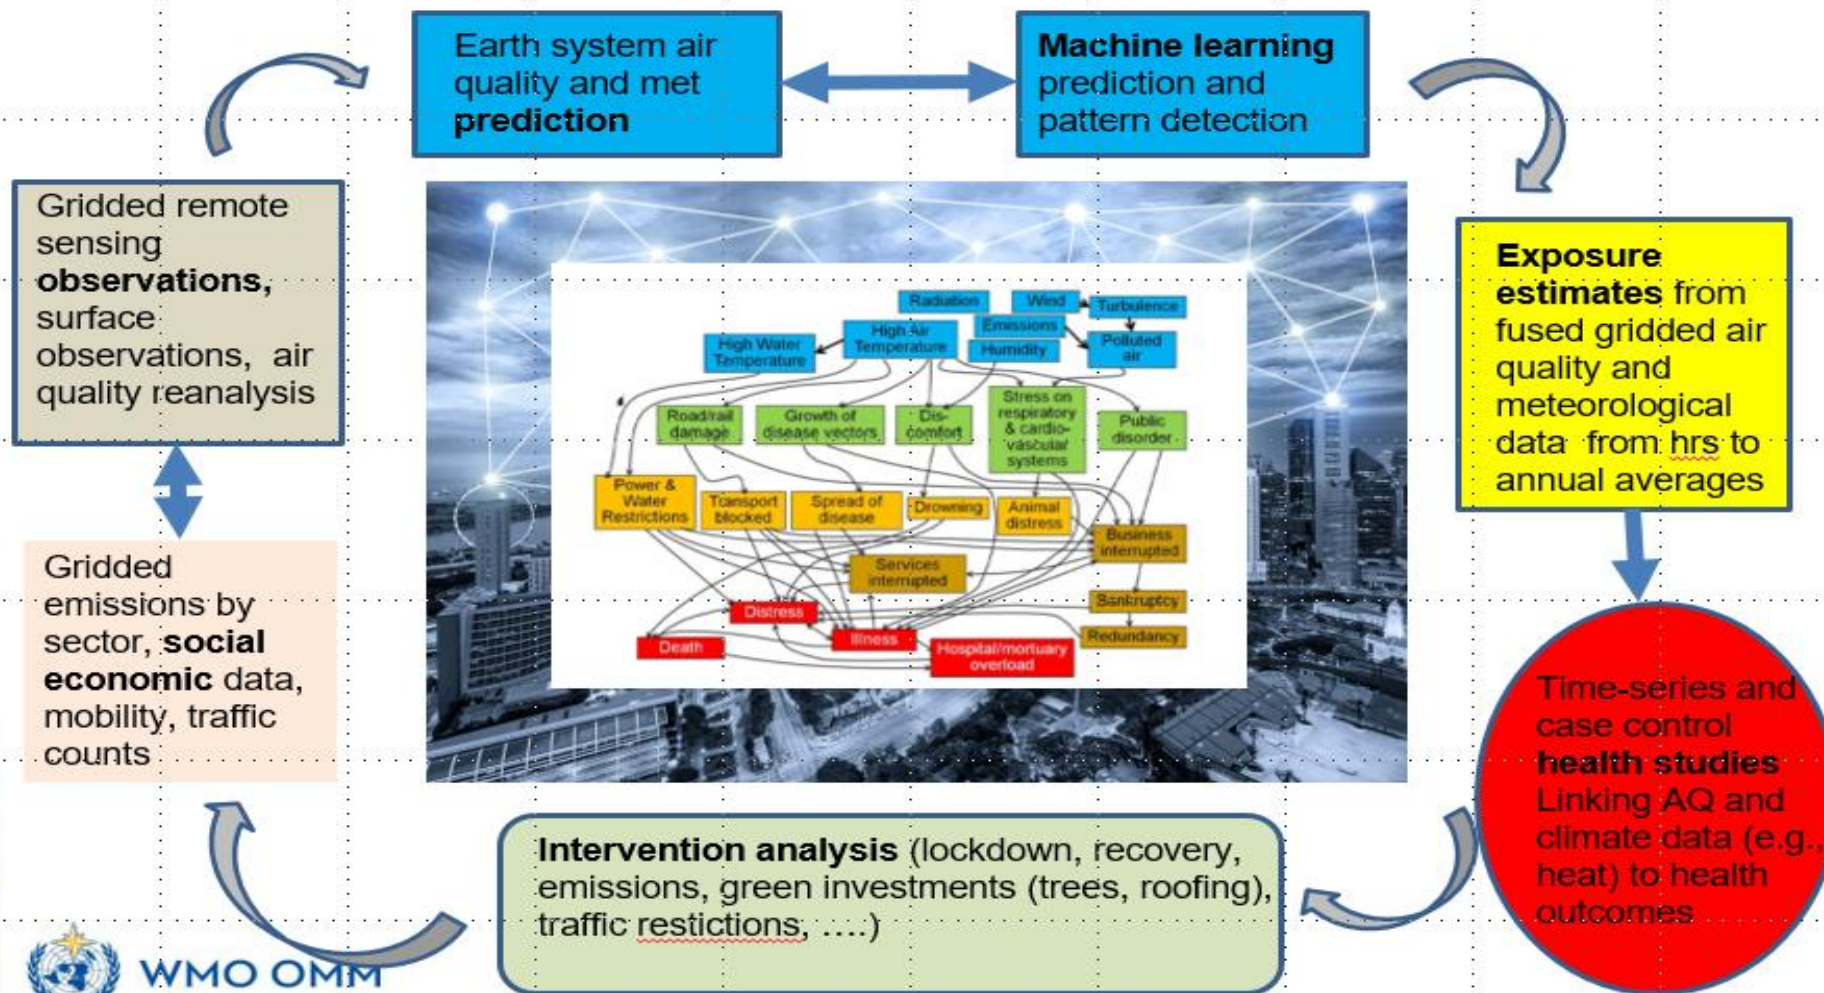 Earth system air
quality and met
prediction
Machine learning
prediction and
pattern detection
Gridded remote
sensing
observations,
surface
observations, air
quality reanalysis
Exposure
estimates from
fused gridded air
quality and
meteorological
data from hrs to
annual averages
Radiation
Wind
Turbulence
High Air
Temperature
Emissions
High Water
Temperature
Humidity
Polluted
air
Road/rail
damage
Growth of
disease vectors
Dis-
comfort
Stress on
respiratory
& cardio-
vascular
systems
Public
disorder
Power &
Water
Restrictions
Transport
blocked
Spread of
disease
Drowning
Animal
distress
Business
interrupted
Services
interrupted
Bankruptcy
Distress
Redundancy
Death
Illness
Hospital/mortuary
overload
Gridded
emissions by
sector, social
economic data,
mobility, traffic
counts
Time-series and
case control
health studies
Linking AQ and
climate data (e.g.,
heat) to health
outcomes
Intervention analysis (lockdown, recovery,
emissions, green investments (trees, roofing),
traffic restictions, ....)
WMO OMM